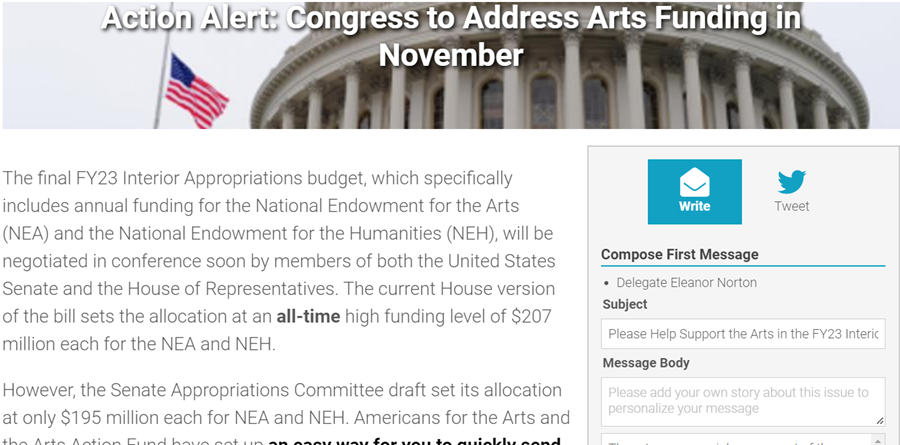 Action Alert: Congress to Address Arts Funding in
November
The final FY23 Interior Appropriations budget, which specifically
includes annual funding for the National Endowment for the Arts
(NEA) and the National Endowment for the Humanities (NEH), will be
negotiated in conference soon by members of both the United States
Senate and the House of Representatives. The current House version
of the bill sets the allocation at an all-time high funding level of $207
million each for the NEA and NEH.
However, the Senate Appropriations Committee draft set its allocation
at only $195 million each for NEA and NEH. Americans for the Arts and
the Arts Action Fund have set up an easy way for you to quickly send
Write
Tweet
Compose First Message
• Delegate Eleanor Norton
Subject
Please Help Support the Arts in the FY23 Interic
Message Body
Please add your own story about this issue to
personalize your message